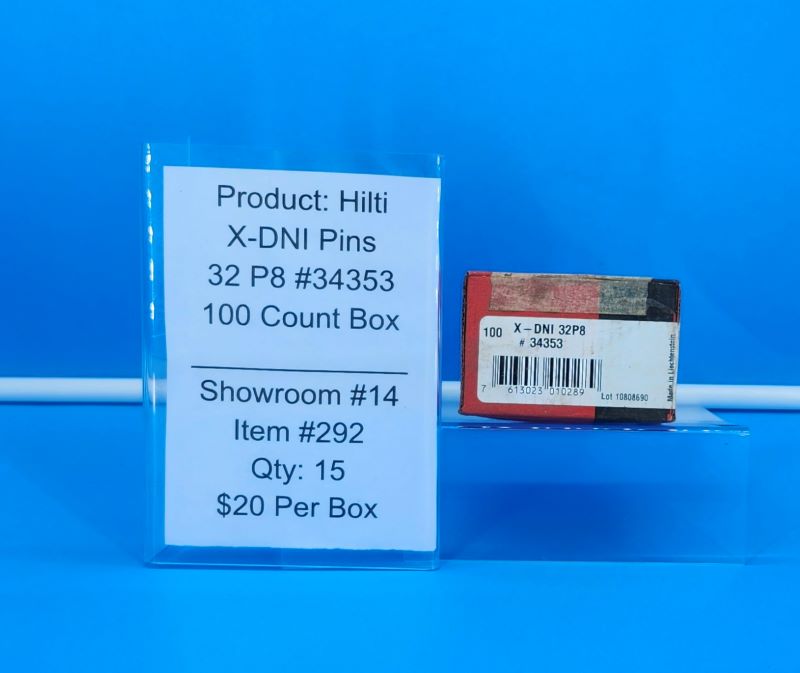 Product: Hilti
X-DNI Pins
32 P8 #34353
100 Count Box
Showroom #14
Item #292
Qty: 15
$20 Per Box
100 X-DNI 32P8
# 34353
7 613023 010289
Lot 10808690
Made in Liechtenstein